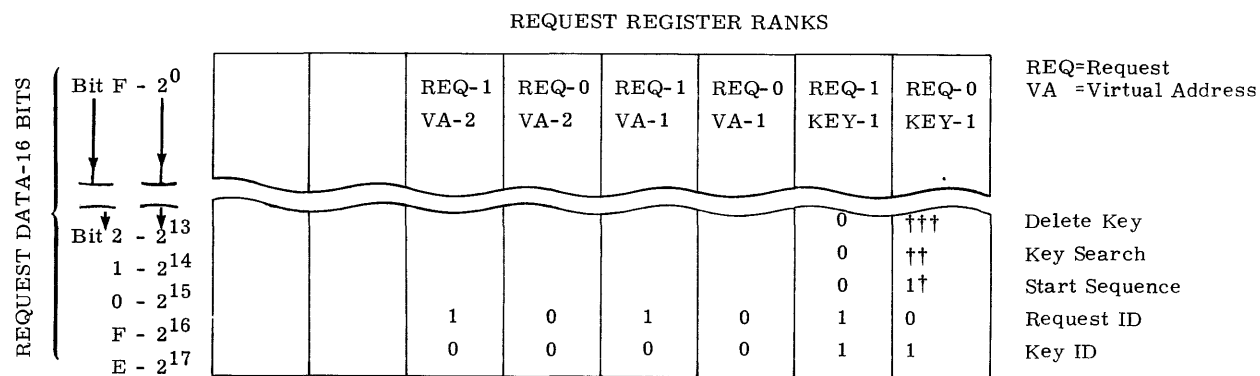 REQUEST REGISTER RANKS
REQUEST DATA-16 BITS
Bit F - 2^0
REQ-1 REQ-0 REQ-1 REQ-0 REQ-1 REQ-0
VA-2 VA-2 VA-1 VA-1 KEY-1 KEY-1
REQ=Request
VA =Virtual Address
Bit 2 - 2^13 0 ††† Delete Key
1 - 2^14 0 †† Key Search
0 - 2^15 0 1† Start Sequence
F - 2^16 1 0 1 0 1 0 Request ID
E - 2^17 0 0 0 0 1 1 Key ID